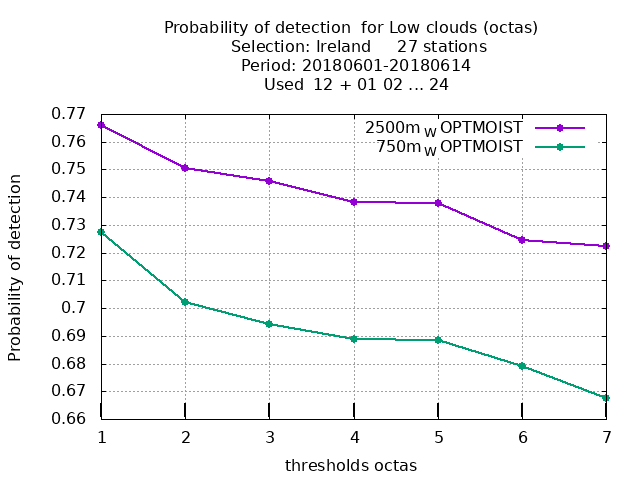 Probability of detection  for Low clouds (octas)
Selection: Ireland     27 stations
Period: 20180601-20180614
Used  12 + 01 02 ... 24
2500m_W OPTMOIST
750m_W OPTMOIST
Probability of detection
0.77
0.76
0.75
0.74
0.73
0.72
0.71
0.7
0.69
0.68
0.67
0.66
1 2 3 4 5 6 7
thresholds octas